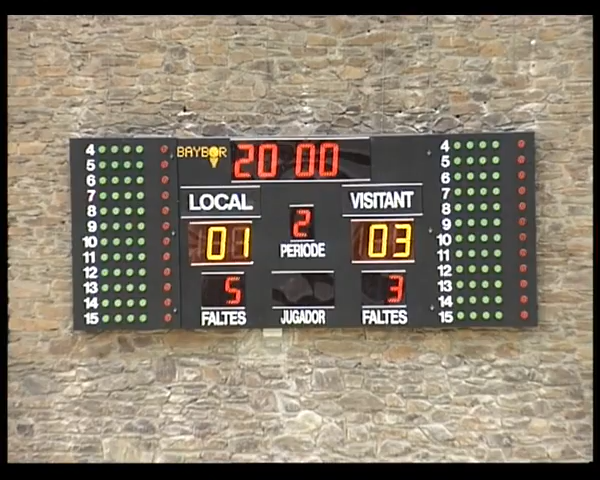 BAYBOR 20 00
LOCAL VISITANT
01 2 03
PERIODE
5 3
FALTES JUGADOR FALTES
4 4
5 5
6 6
7 7
8 8
9 9
10 10
11 11
12 12
13 13
14 14
15 15